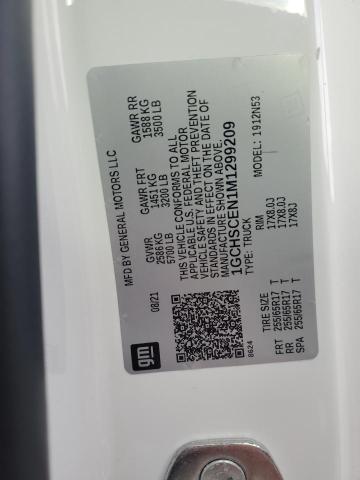 MFD BY GENERAL MOTORS LLC
08/21
GVWR
2586 KG
5700 LB
GAWR FRT
1451 KG
3200 LB
GAWR RR
1588 KG
3500 LB
THIS VEHICLE CONFORMS TO ALL
APPLICABLE U.S. FEDERAL MOTOR
VEHICLE SAFETY AND THEFT PREVENTION
STANDARDS IN EFFECT ON THE DATE OF
MANUFACTURE SHOWN ABOVE.
1GCHSCEN1M1299209
TYPE: TRUCK
MODEL: 1912N53
gm
8624
TIRE SIZE RIM
FRT 255/65R17 T 17X8.0J
RR 255/65R17 T 17X8.0J
SPA 255/65R17 T 17X8J